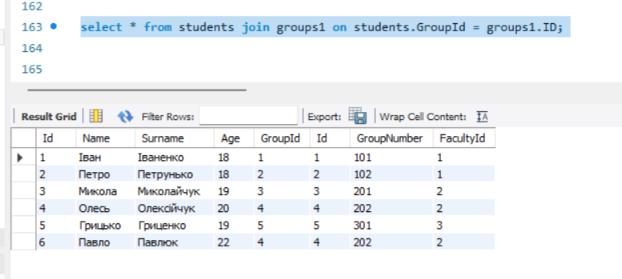 162
163 select * from students join groups1 on students.GroupId = groups1.ID;
164
165
Result Grid Filter Rows: Export: Wrap Cell Content:
Id Name Surname Age GroupId Id GroupNumber FacultyId
1 Іван Іваненко 18 1 1 101 1
2 Петро Петрунько 18 2 2 102 1
3 Микола Миколайчук 19 3 3 201 2
4 Олесь Олексійчук 20 4 4 202 2
5 Грицько Гриценко 19 5 5 301 3
6 Павло Павлюк 22 4 4 202 2